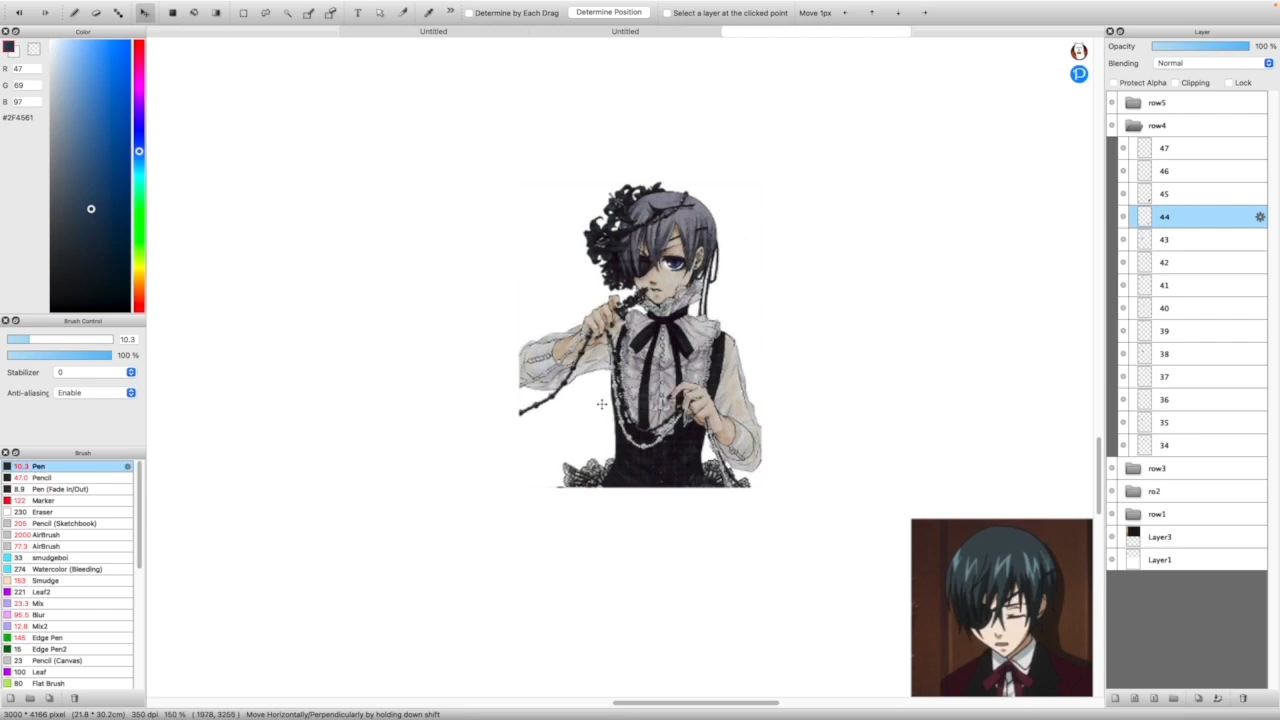 Determine by Each Drag
Determine Position
Select a layer at the clicked point
Move 1px
Color
Untitled
Untitled
Layer
R 47
G 69
B 97
#2F4561
Opacity 100 %
Blending Normal
Protect Alpha Clipping Lock
row5
row4
47
46
45
44
43
42
41
40
39
38
37
36
35
34
row3
ro2
row1
Layer3
Layer1
Brush Control
10.3
100 %
Stabilizer 0
Anti-aliasing Enable
Brush
10.3 Pen
47.0 Pencil
8.9 Pen (Fade In/Out)
122 Marker
230 Eraser
205 Pencil (Sketchbook)
2000 AirBrush
77.3 AirBrush
33 smudgeboi
274 Watercolor (Bleeding)
153 Smudge
221 Leaf2
23.3 Mix
95.5 Blur
12.8 Mix2
145 Edge Pen
15 Edge Pen2
23 Pencil (Canvas)
100 Leaf
80 Flat Brush
3000 * 4166 pixel (21.8 * 30.2cm) 350 dpi 150 % ( 1978, 3255) Move Horizontally/Perpendicularly by holding down shift